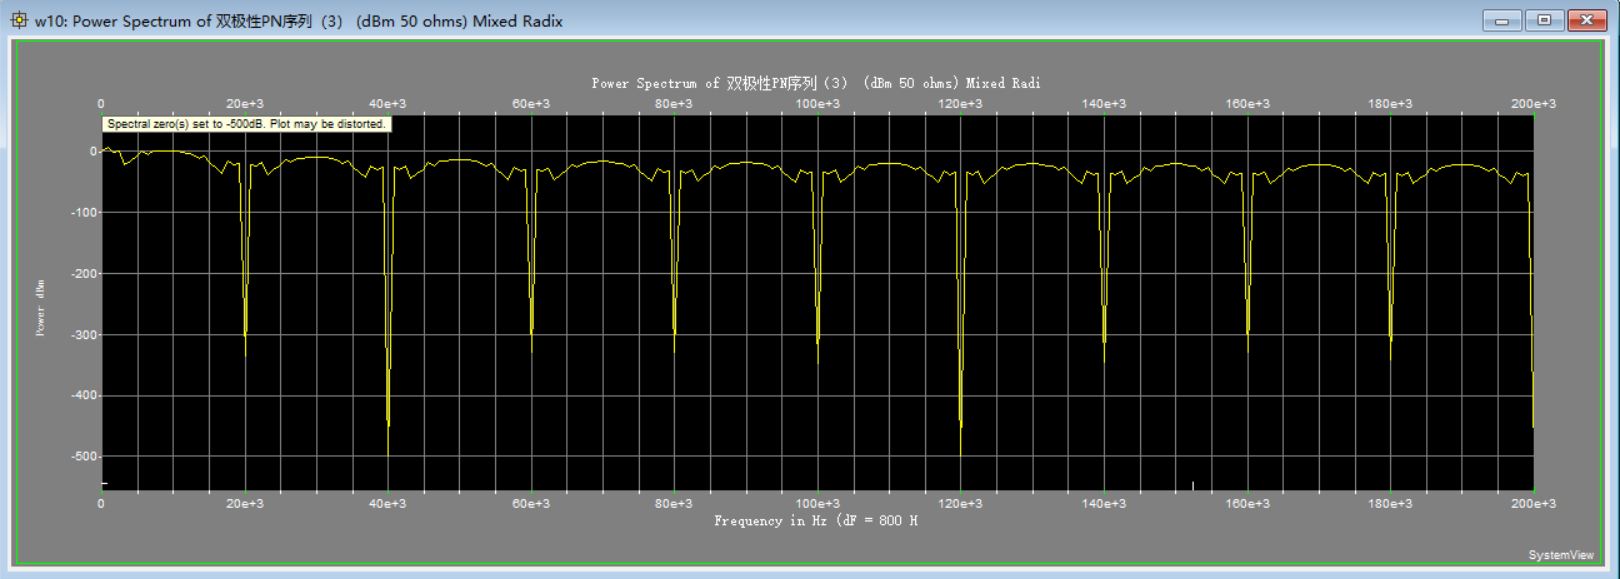 w10: Power Spectrum of 双极性PN序列（3） (dBm 50 ohms) Mixed Radix
Power Spectrum of 双极性PN序列（3） (dBm 50 ohms) Mixed Radi
0 20e+3 40e+3 60e+3 80e+3 100e+3 120e+3 140e+3 160e+3 180e+3 200e+3
Spectral zero(s) set to -500dB. Plot may be distorted.
0
-100
-200
-300
-400
-500
Power dBm
0 20e+3 40e+3 60e+3 80e+3 100e+3 120e+3 140e+3 160e+3 180e+3 200e+3
Frequency in Hz (dF = 800 H
SystemView